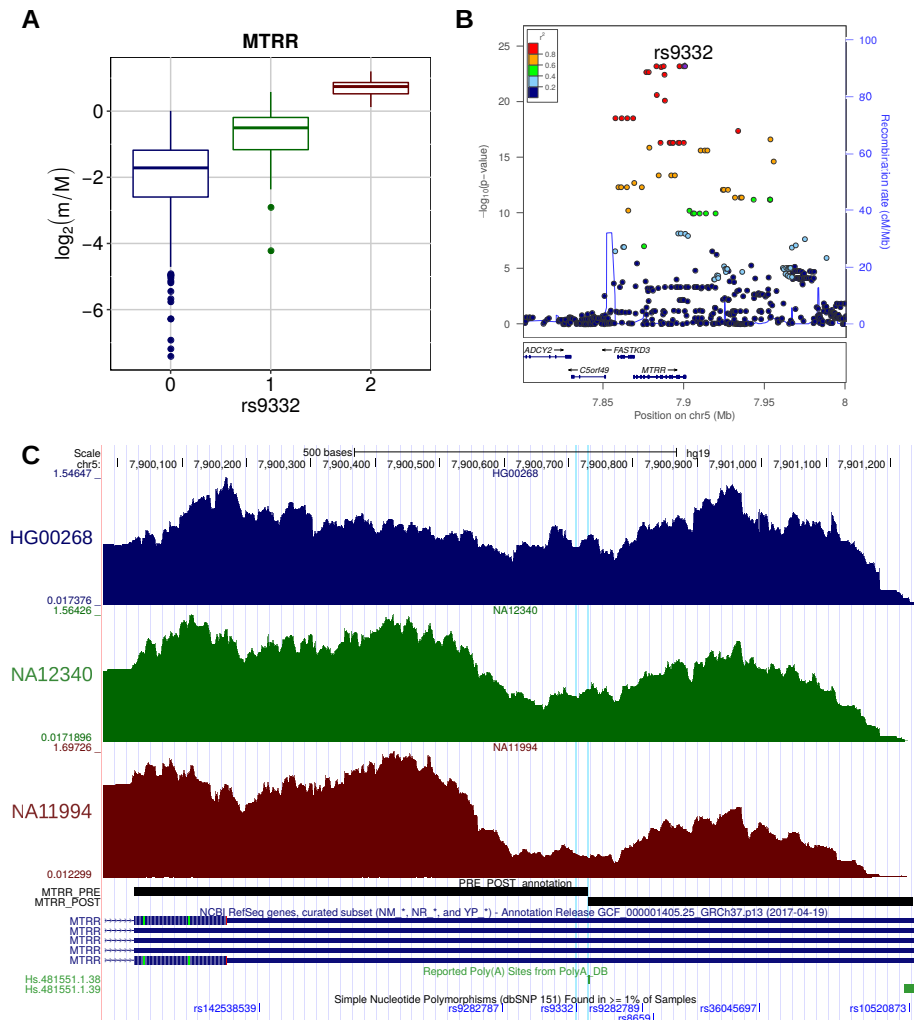 A
MTRR
0
−2
−4
−6
log2(m/M)
0
1
2
rs9332
B
rs9332
r²
0.8
0.6
0.4
0.2
25
20
15
10
5
0
−log10(p−value)
100
80
60
40
20
0
Recombination rate (cM/Mb)
ADCY2
FASTKD3
C5orf49
MTRR
7.85
7.9
7.95
8
Position on chr5 (Mb)
C
Scale
500 bases
hg19
chr5:
7,900,100
7,900,200
7,900,300
7,900,400
7,900,500
7,900,600
7,900,700
7,900,800
7,900,900
7,901,000
7,901,100
7,901,200
HG00268
1.54647
HG00268
0.017376
NA12340
1.56426
NA12340
0.0171896
NA11994
1.69726
NA11994
0.012299
PRE_POST_annotation
MTRR_PRE
MTRR_POST
NCBI RefSeq genes, curated subset (NM_*, NR_*, and YP_*) - Annotation Release GCF_000001405.25_GRCh37.p13 (2017-04-19)
MTRR
MTRR
MTRR
MTRR
MTRR
Reported Poly(A) Sites from PolyA_DB
Hs.481551.1.38
Hs.481551.1.39
Simple Nucleotide Polymorphisms (dbSNP 151) Found in >= 1% of Samples
rs142538539
rs9282787
rs9332
rs9282789
rs36045697
rs10520873
rs8659